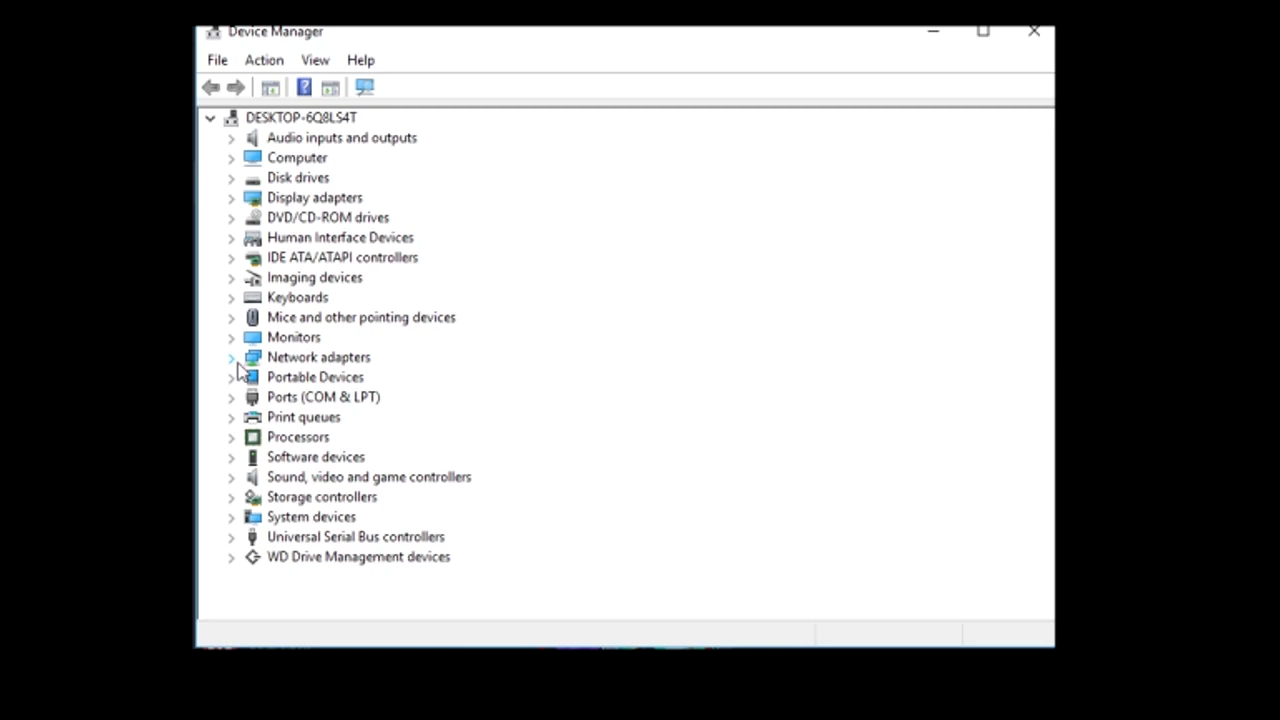 Device Manager
File Action View Help
DESKTOP-6Q8LS4T
Audio inputs and outputs
Computer
Disk drives
Display adapters
DVD/CD-ROM drives
Human Interface Devices
IDE ATA/ATAPI controllers
Imaging devices
Keyboards
Mice and other pointing devices
Monitors
Network adapters
Portable Devices
Ports (COM & LPT)
Print queues
Processors
Software devices
Sound, video and game controllers
Storage controllers
System devices
Universal Serial Bus controllers
WD Drive Management devices